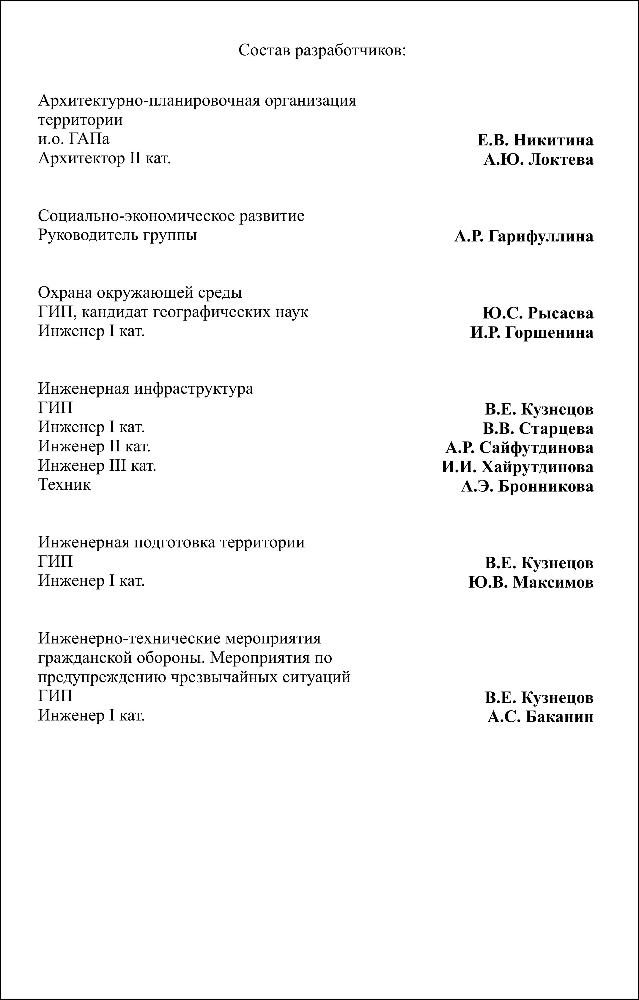 Состав разработчиков:
Архитектурно-планировочная организация
территории
и.о. ГАПа Е.В. Никитина
Архитектор II кат. А.Ю. Локтева
Социально-экономическое развитие
Руководитель группы А.Р. Гарифуллина
Охрана окружающей среды
ГИП, кандидат географических наук Ю.С. Рысаева
Инженер I кат. И.Р. Горшенина
Инженерная инфраструктура
ГИП В.Е. Кузнецов
Инженер I кат. В.В. Старцева
Инженер II кат. А.Р. Сайфутдинова
Инженер III кат. И.И. Хайрутдинова
Техник А.Э. Бронникова
Инженерная подготовка территории
ГИП В.Е. Кузнецов
Инженер I кат. Ю.В. Максимов
Инженерно-технические мероприятия
гражданской обороны. Мероприятия по
предупреждению чрезвычайных ситуаций
ГИП В.Е. Кузнецов
Инженер I кат. А.С. Баканин